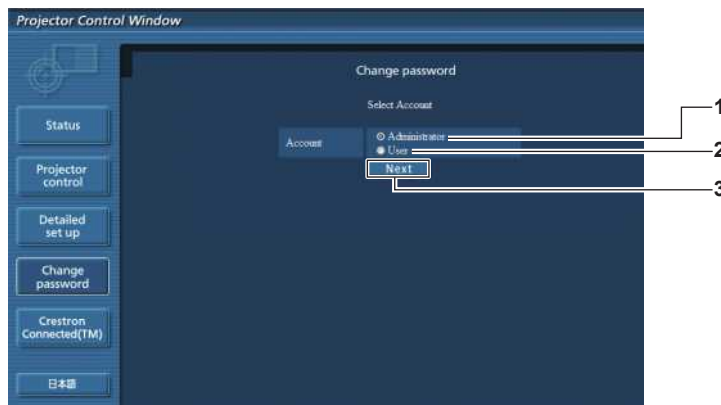 Projector Control Window
Change password
Select Account
Account
Administrator
User
Next
Status
Projector
control
Detailed
set up
Change
password
Crestron
Connected(TM)
日本語
1
2
3